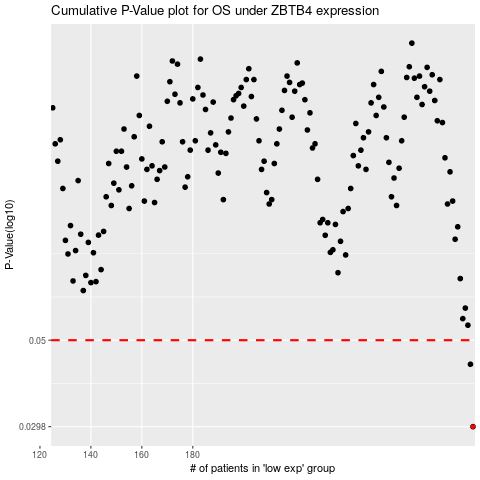 Cumulative P-Value plot for OS under ZBTB4 expression
P-Value(log10)
0.05
0.0298
120 140 160 180
# of patients in 'low exp' group